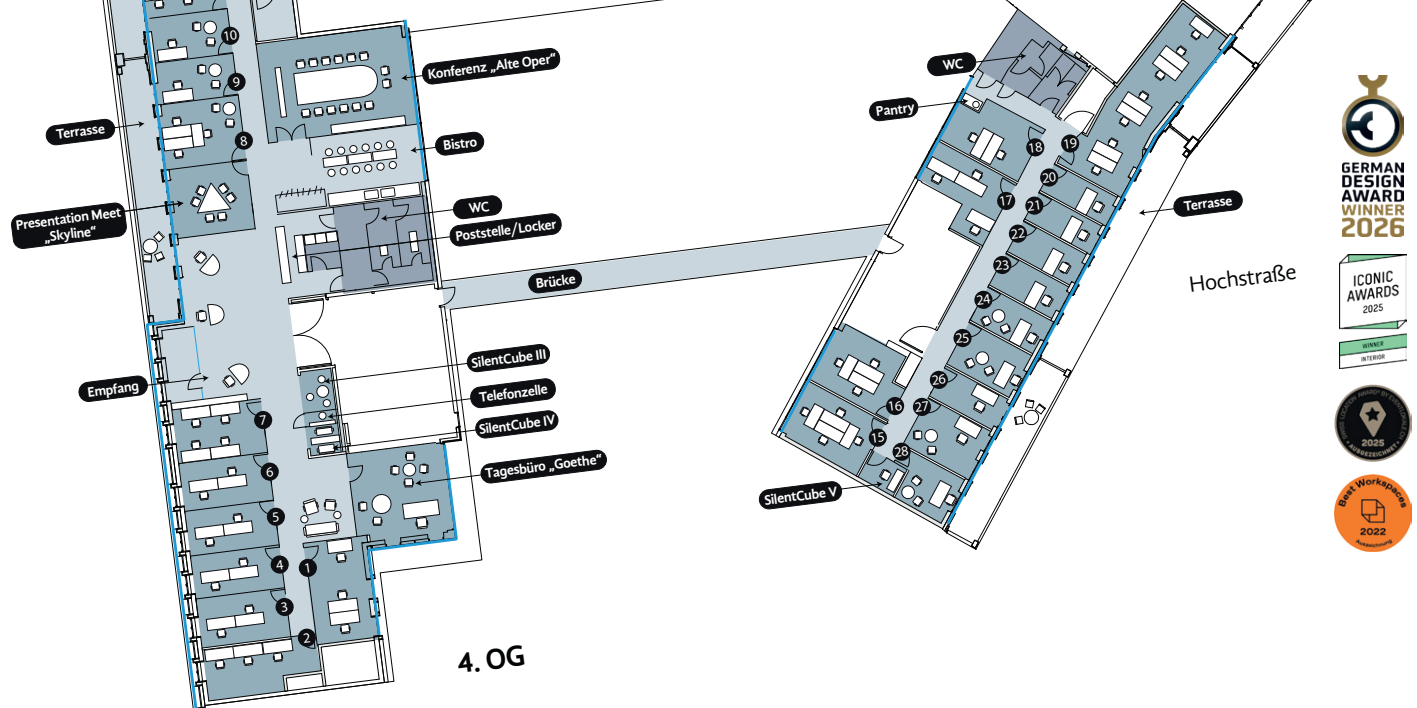 10
Konferenz „Alte Oper“
9
Terrasse
8
Bistro
Presentation Meet
„Skyline“
WC
Poststelle/Locker
Brücke
SilentCube III
Empfang
Telefonzelle
7
SilentCube IV
6
Tagesbüro „Goethe“
5
4
1
3
2
4. OG
WC
Pantry
18
19
20
17
21
Terrasse
22
23
Hochstraße
24
25
26
16
27
15
28
SilentCube V
GERMAN
DESIGN
AWARD
WINNER
2026
ICONIC
AWARDS
2025
WINNER
INTERIOR
2025
AUSGEZEICHNET
Best Workspaces
2022
Auszeichnung